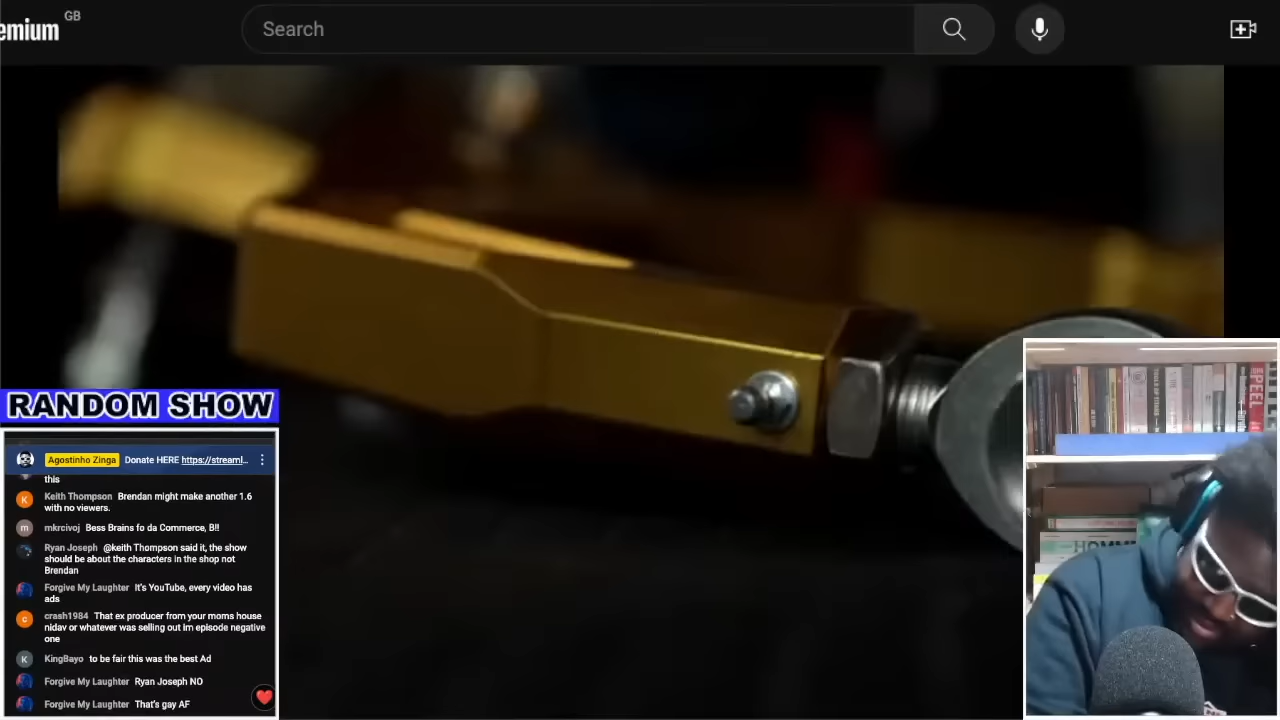 emium GB
Search
RANDOM SHOW
Agostinho Zinga Donate HERE https://streaml...
this
Keith Thompson Brendan might make another 1.6
with no viewers.
mkrcivoj Bess Brains fo da Commerce, B!!
Ryan Joseph @keith Thompson said it, the show
should be about the characters in the shop not
Brendan
Forgive My Laughter It's YouTube, every video has
ads
crash1984 That ex producer from your moms house
nidav or whatever was selling out im episode negative
one
KingBayo to be fair this was the best Ad
Forgive My Laughter Ryan Joseph NO
Forgive My Laughter That's gay AF
PEEL
HOMME